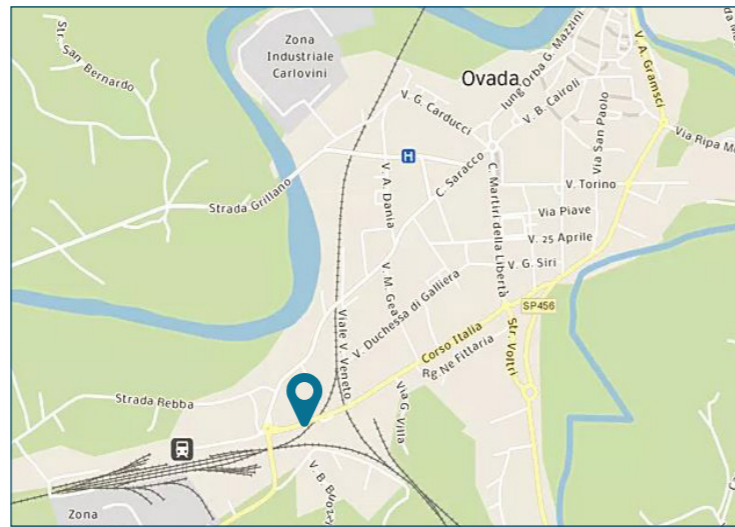 Str.
San Bernardo
Zona
Industriale
Carlovini
Ovada
lung Orba G. Mazzini
V. A. Gramsci
V. G. Carducci
V. B. Cairoli
Via San Paolo
Via Ripa
H
C. Saracco
V. A. Dania
C. Martiri della Libertà
V. Torino
Strada Grillano
Via Piave
V. 25 Aprile
V. G. Siri
V. M. Gea
V. Duchessa di Galliera
SP456
Viale V. Veneto
Corso Italia
Str. Voltri
Rg Ne Fittaria
Strada Rebba
Via G. Villa
V. B.
Zona